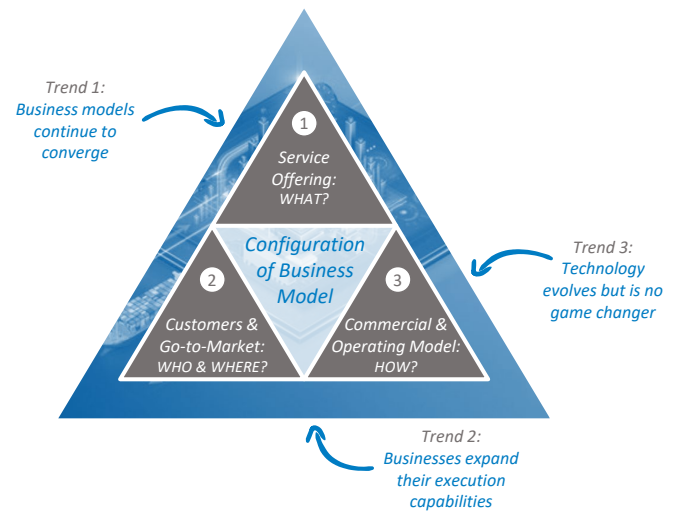 Trend 1:
Business models
continue to
converge
1
Service
Offering:
WHAT?
Configuration
of Business
Model
2
Customers &
Go-to-Market:
WHO & WHERE?
3
Commercial &
Operating Model:
HOW?
Trend 3:
Technology
evolves but is no
game changer
Trend 2:
Businesses expand
their execution
capabilities